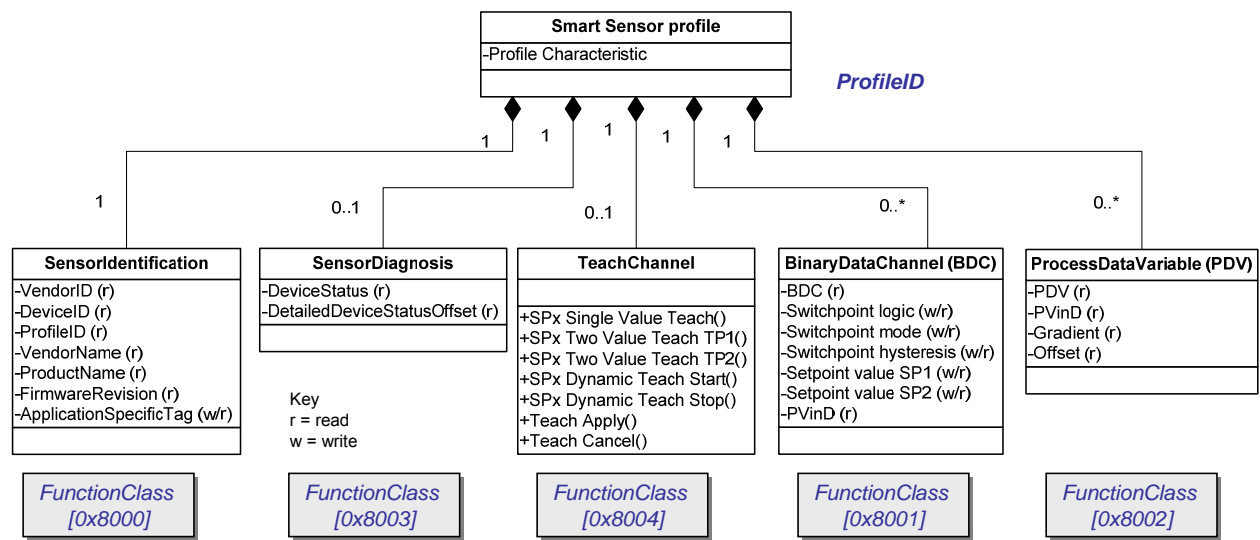 Smart Sensor profile
-Profile Characteristic
ProfileID
1
1
1
1
1
1
0..1
0..1
0..*
0..*
SensorIdentification
-VendorID (r)
-DeviceID (r)
-ProfileID (r)
-VendorName (r)
-ProductName (r)
-FirmwareRevision (r)
-ApplicationSpecificTag (w/r)
SensorDiagnosis
-DeviceStatus (r)
-DetailedDeviceStatusOffset (r)
Key
r = read
w = write
TeachChannel
+SPx Single Value Teach()
+SPx Two Value Teach TP1()
+SPx Two Value Teach TP2()
+SPx Dynamic Teach Start()
+SPx Dynamic Teach Stop()
+Teach Apply()
+Teach Cancel()
BinaryDataChannel (BDC)
-BDC (r)
-Switchpoint logic (w/r)
-Switchpoint mode (w/r)
-Switchpoint hysteresis (w/r)
-Setpoint value SP1 (w/r)
-Setpoint value SP2 (w/r)
-PVinD (r)
ProcessDataVariable (PDV)
-PDV (r)
-PVinD (r)
-Gradient (r)
-Offset (r)
FunctionClass
[0x8000]
FunctionClass
[0x8003]
FunctionClass
[0x8004]
FunctionClass
[0x8001]
FunctionClass
[0x8002]